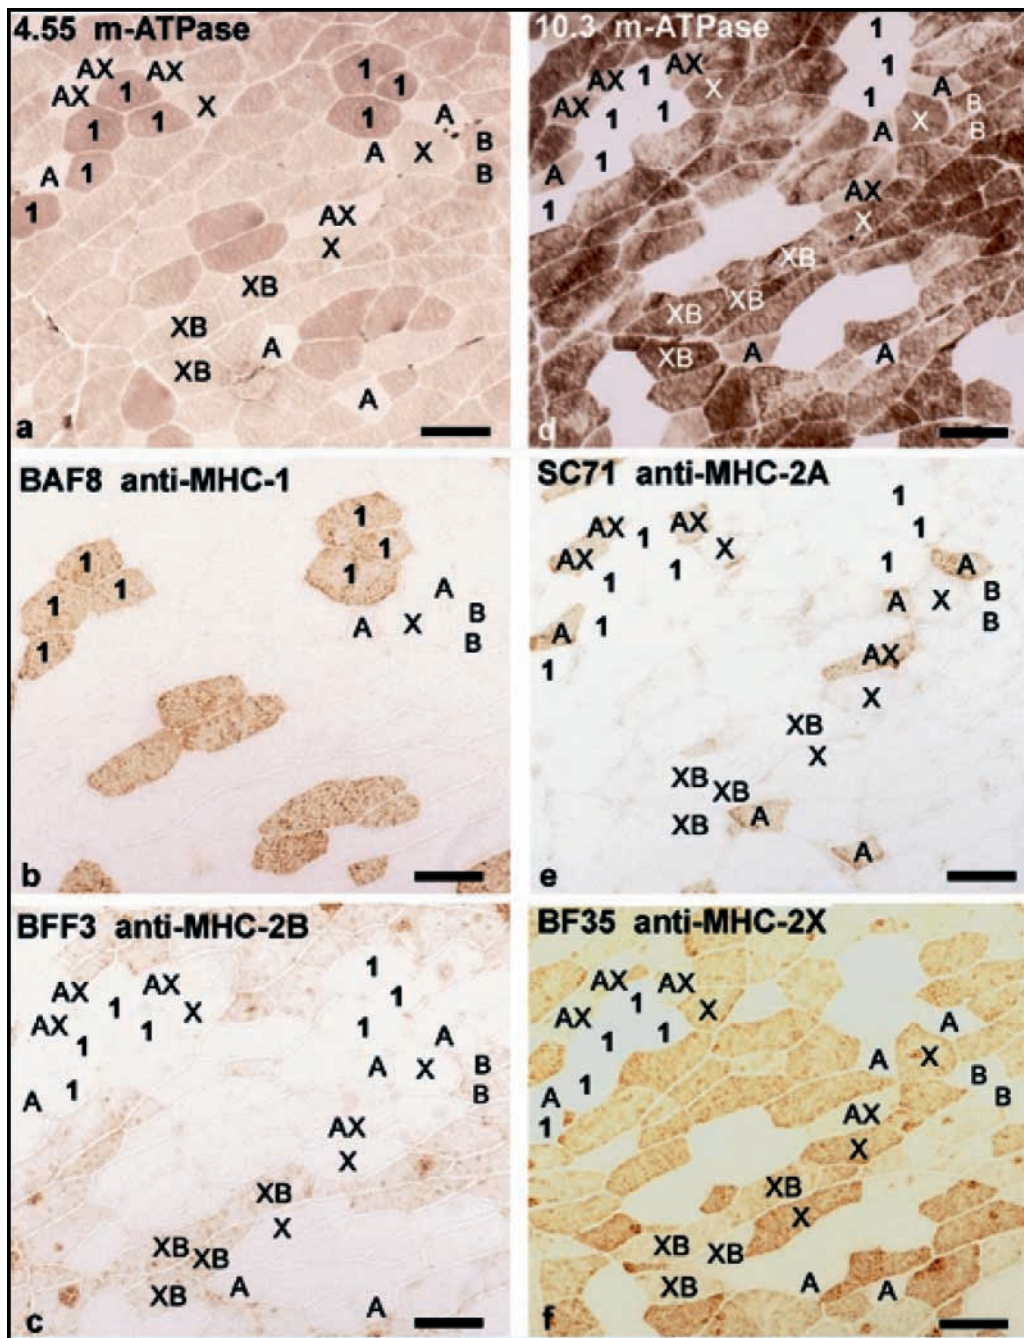 4.55 m-ATPase
AX AX 1
AX 1 X 1
1 1 1 A B
A 1 A X B
1 AX
X
XB
XB A
XB
A
a
10.3 m-ATPase
1
AX 1 AX 1
AX 1 1 X 1 A B
1 A X B
A AX
1 X
XB
XB XB
XB A A
d
BAF8 anti-MHC-1
1
1 1 1
1 1 1 A B
1 A X B
b
SC71 anti-MHC-2A
1
AX 1 AX 1
AX 1 1 X 1 A B
A 1 A X B
1 AX
X
XB
XB XB X
XB A
A
e
BFF3 anti-MHC-2B
1
AX 1 AX 1
AX 1 1 X 1 A B
A 1 A X B
AX
X
XB
X
XB XB
XB A
A
c
BF35 anti-MHC-2X
AX 1 AX
AX 1 1 X A
A 1 A X B
1 AX B
X
XB
X
XB XB
XB A A
f